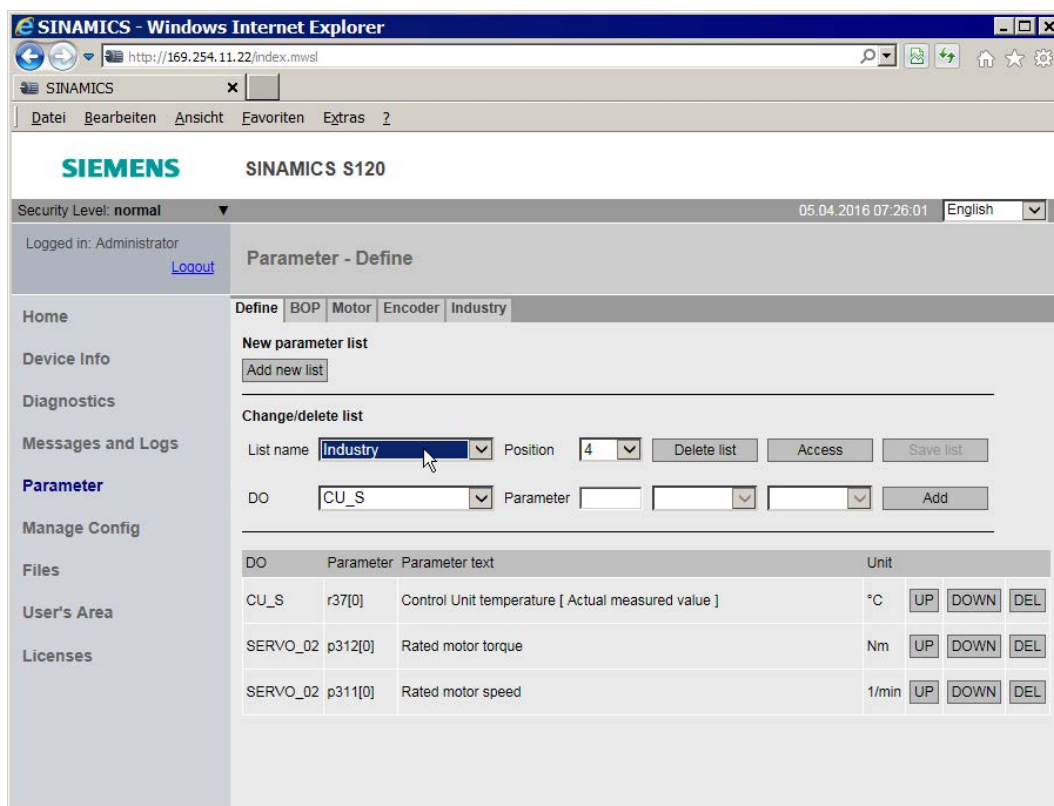 SINAMICS - Windows Internet Explorer
http://169.254.11.22/index.mwsl
SINAMICS
Datei Bearbeiten Ansicht Favoriten Extras ?
SIEMENS SINAMICS S120
Security Level: normal 05.04.2016 07:26:01 English
Logged in: Administrator
Logout
Parameter - Define
Home
Device Info
Diagnostics
Messages and Logs
Parameter
Manage Config
Files
User's Area
Licenses
Define BOP Motor Encoder Industry
New parameter list
Add new list
Change/delete list
List name Industry Position 4 Delete list Access Save list
DO CU_S Parameter Add
DO Parameter Parameter text Unit
CU_S r37[0] Control Unit temperature [ Actual measured value ] °C UP DOWN DEL
SERVO_02 p312[0] Rated motor torque Nm UP DOWN DEL
SERVO_02 p311[0] Rated motor speed 1/min UP DOWN DEL